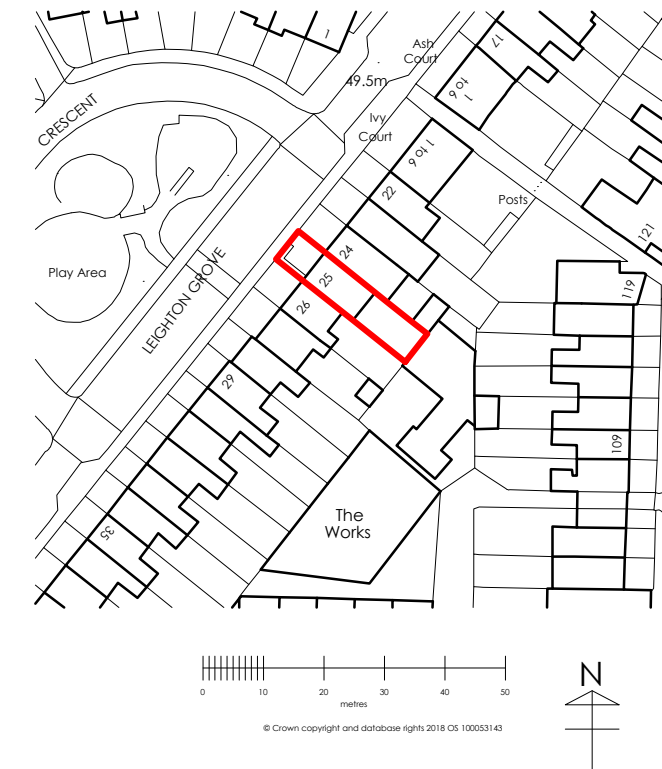 1
Ash
Court
17
49.5m
1 to 6
CRESCENT
Ivy
Court
1 to 6
22
Posts
121
24
Play Area
25
119
LEIGHTON GROVE
26
29
109
The
Works
35
0
10
20
30
40
50
metres
N
© Crown copyright and database rights 2018 OS 100053143